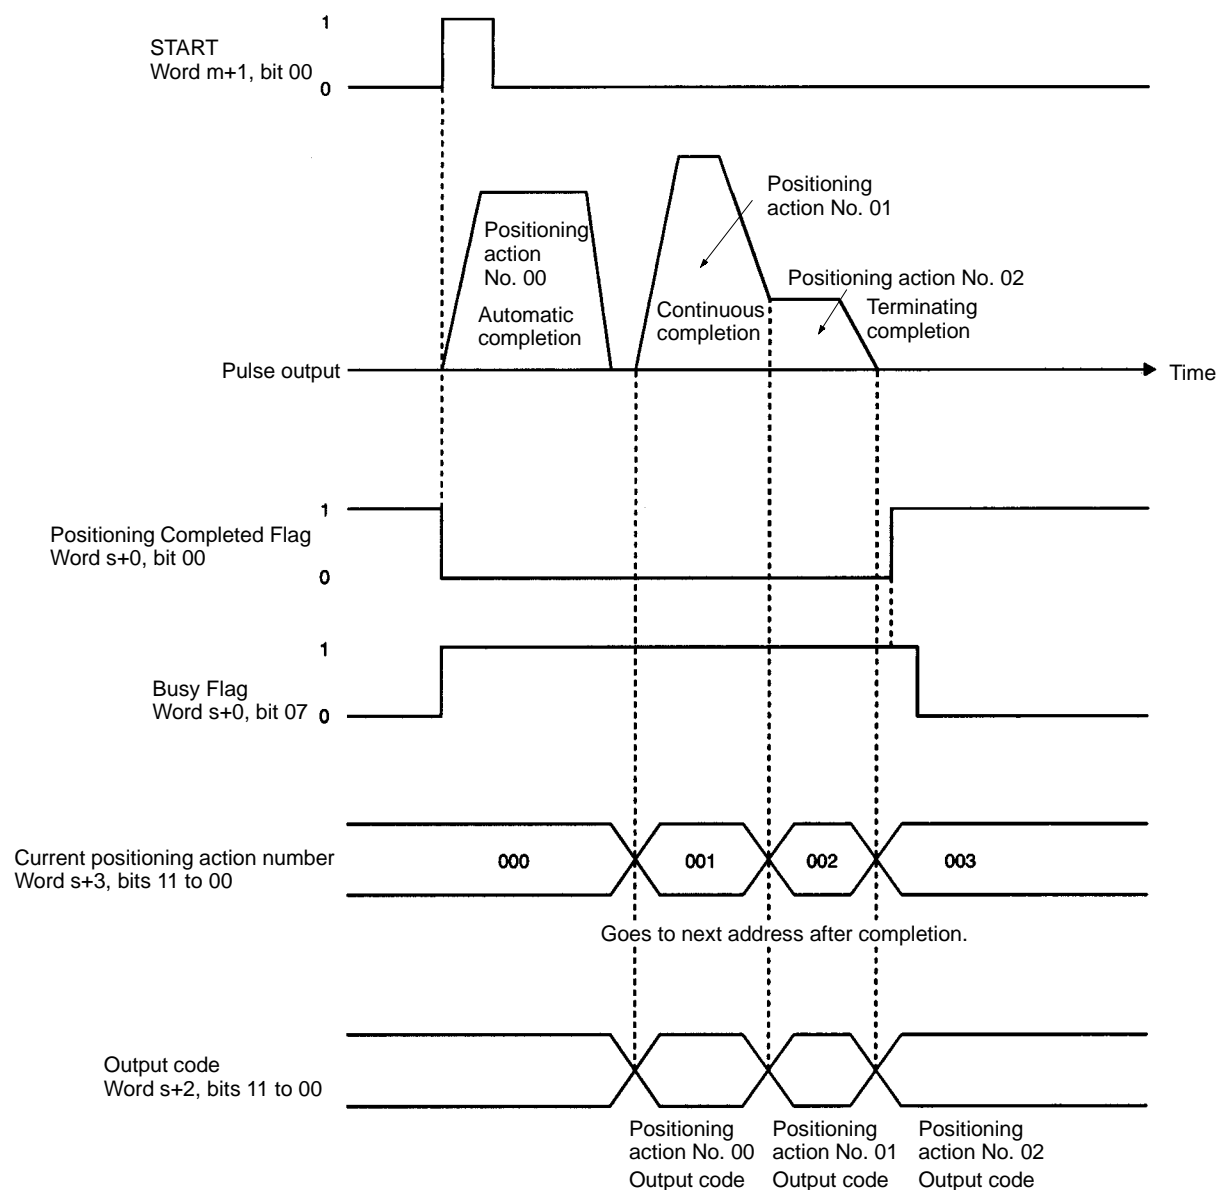 1
START
Word m+1, bit 00
0
Positioning
action No. 01
Positioning
action
No. 00
Positioning action No. 02
Automatic
completion
Continuous
completion
Terminating
completion
Pulse output
Time
1
Positioning Completed Flag
Word s+0, bit 00
0
1
Busy Flag
Word s+0, bit 07
0
Current positioning action number
Word s+3, bits 11 to 00
000
001
002
003
Goes to next address after completion.
Output code
Word s+2, bits 11 to 00
Positioning
action No. 00
Output code
Positioning
action No. 01
Output code
Positioning
action No. 02
Output code